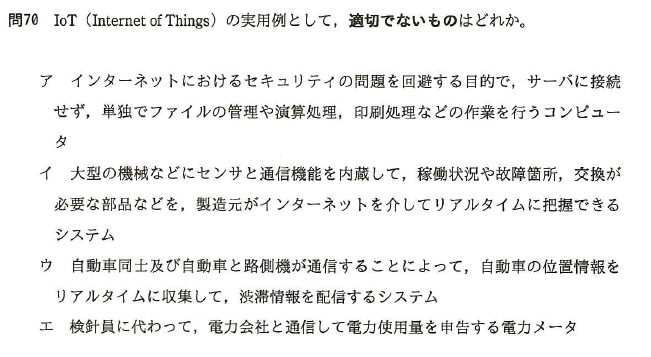 問70 IoT（Internet of Things）の実用例として，適切でないものはどれか。
ア インターネットにおけるセキュリティの問題を回避する目的で，サーバに接続
せず，単独でファイルの管理や演算処理，印刷処理などの作業を行うコンピュー
タ
イ 大型の機械などにセンサと通信機能を内蔵して，稼働状況や故障箇所，交換が
必要な部品などを，製造元がインターネットを介してリアルタイムに把握できる
システム
ウ 自動車同士及び自動車と路側機が通信することによって，自動車の位置情報を
リアルタイムに収集して，渋滞情報を配信するシステム
エ 検針員に代わって，電力会社と通信して電力使用量を申告する電力メータ